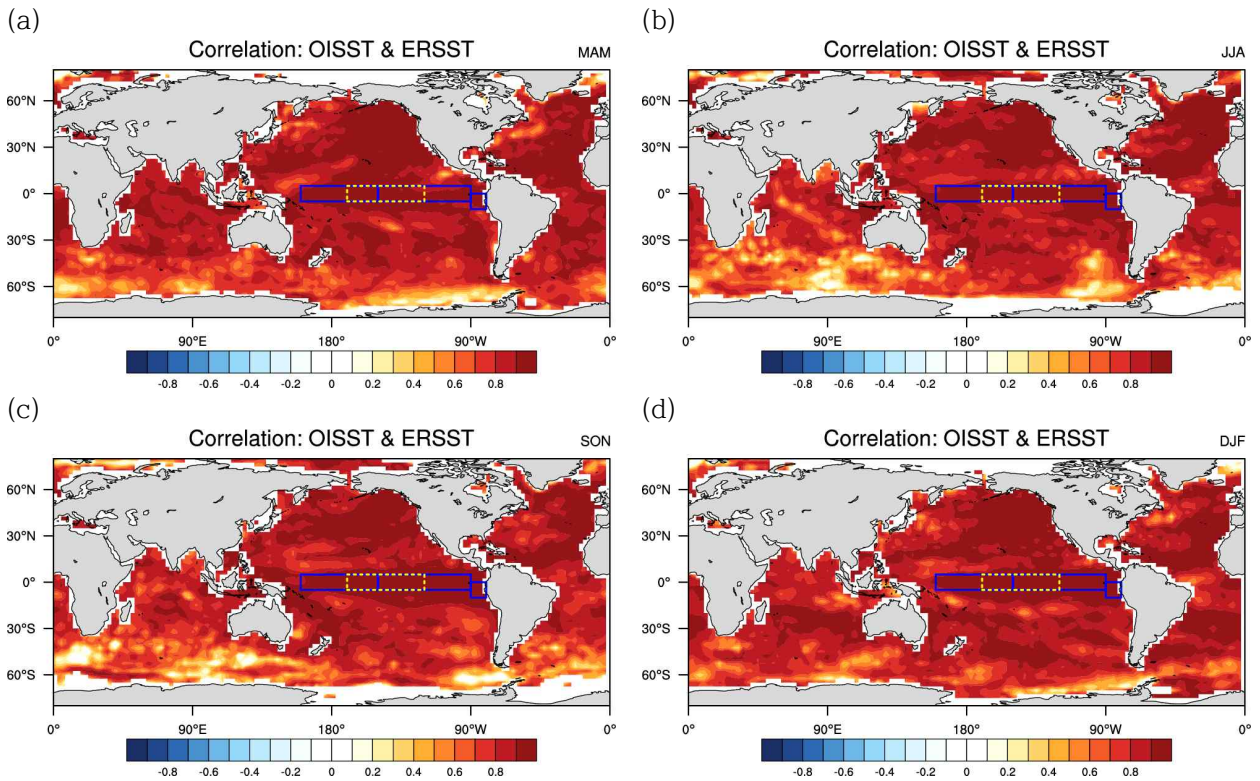 (a)
Correlation: OISST & ERSST MAM
60°N
30°N
0°
30°S
60°S
0° 90°E 180° 90°W 0°
-0.8 -0.6 -0.4 -0.2 0 0.2 0.4 0.6 0.8
(b)
Correlation: OISST & ERSST JJA
60°N
30°N
0°
30°S
60°S
0° 90°E 180° 90°W 0°
-0.8 -0.6 -0.4 -0.2 0 0.2 0.4 0.6 0.8
(c)
Correlation: OISST & ERSST SON
60°N
30°N
0°
30°S
60°S
0° 90°E 180° 90°W 0°
-0.8 -0.6 -0.4 -0.2 0 0.2 0.4 0.6 0.8
(d)
Correlation: OISST & ERSST DJF
60°N
30°N
0°
30°S
60°S
0° 90°E 180° 90°W 0°
-0.8 -0.6 -0.4 -0.2 0 0.2 0.4 0.6 0.8